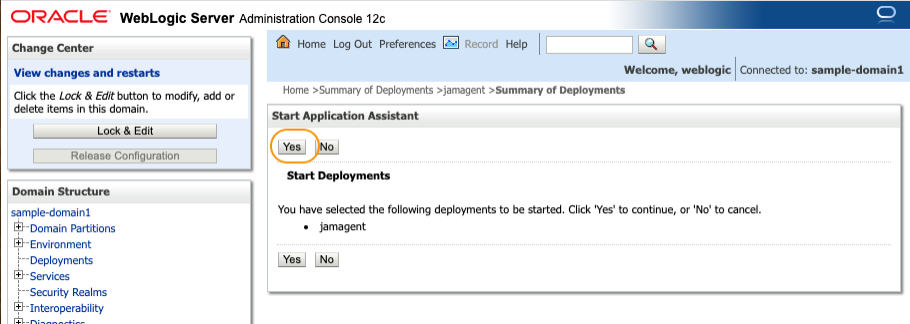 ORACLE WebLogic Server Administration Console 12c
Change Center
View changes and restarts
Click the Lock & Edit button to modify, add or
delete items in this domain.
Lock & Edit
Release Configuration
Domain Structure
sample-domain1
Domain Partitions
Environment
Deployments
Services
Security Realms
Interoperability
Diagnostics
Home Log Out Preferences Record Help
Welcome, weblogic Connected to: sample-domain1
Home >Summary of Deployments >jamagent >Summary of Deployments
Start Application Assistant
Yes No
Start Deployments
You have selected the following deployments to be started. Click 'Yes' to continue, or 'No' to cancel.
• jamagent
Yes No